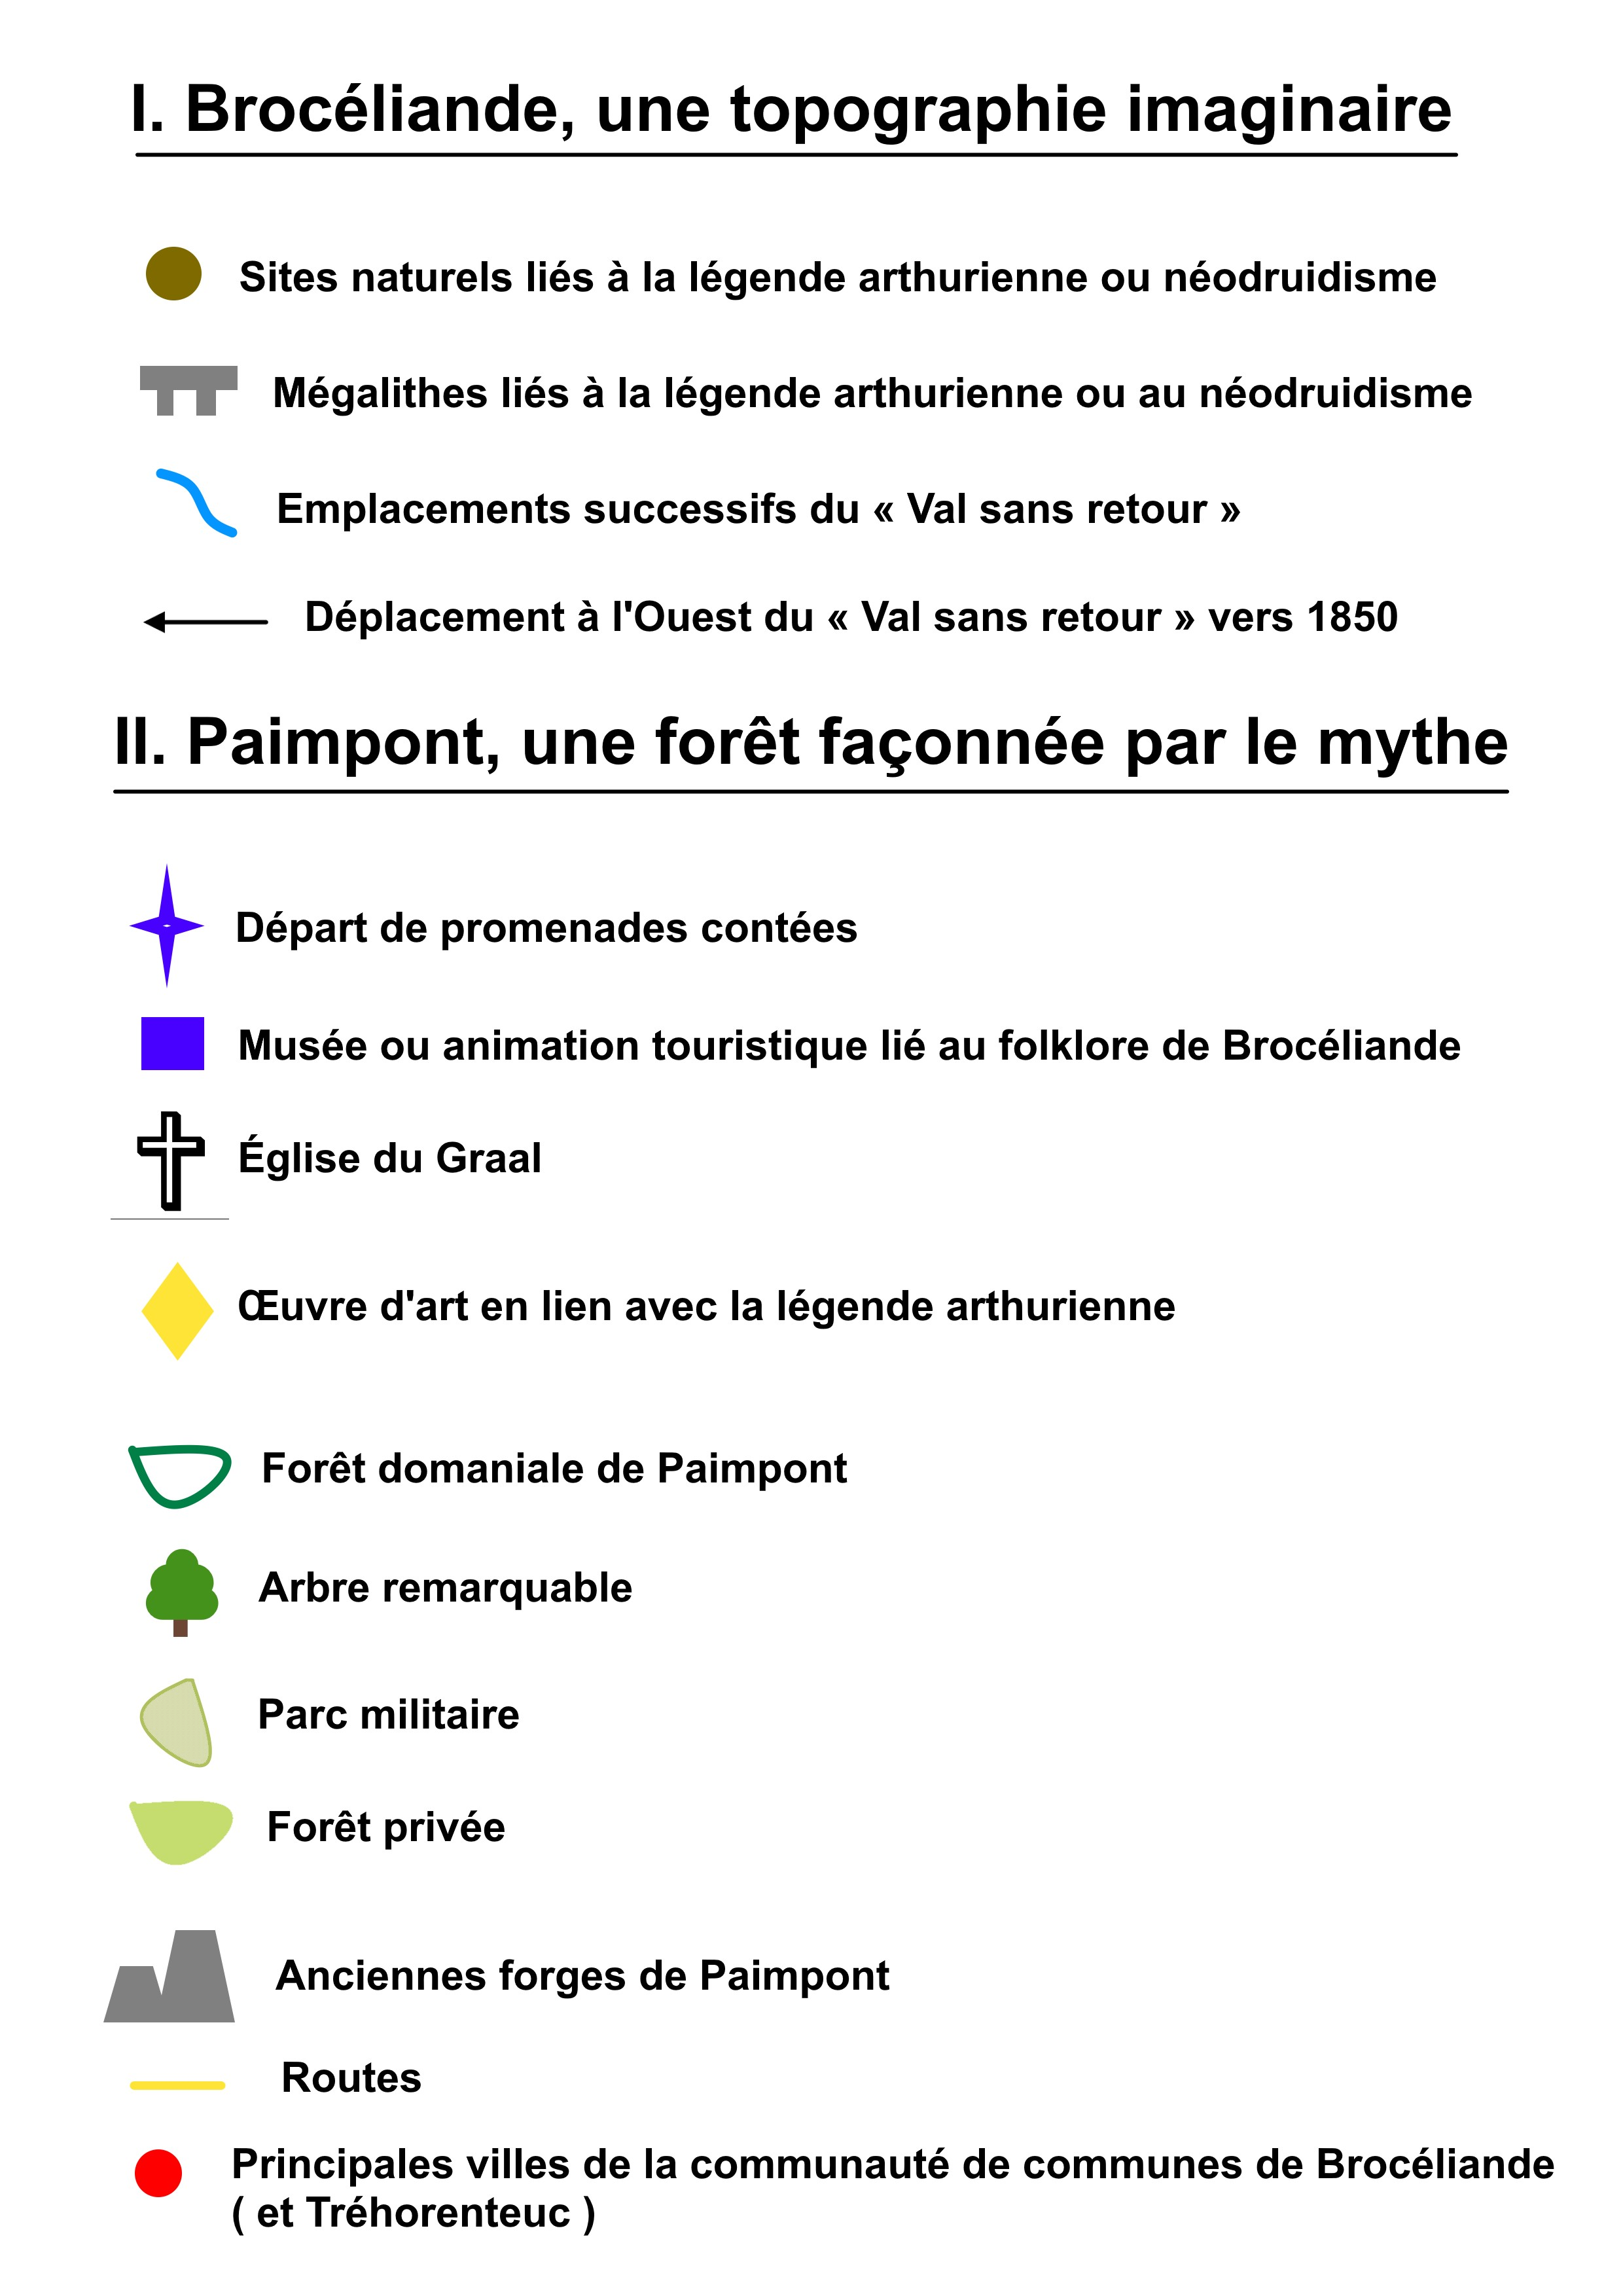 I. Brocéliande, une topographie imaginaire
Sites naturels liés à la légende arthurienne ou néodruidisme
Mégalithes liés à la légende arthurienne ou au néodruidisme
Emplacements successifs du « Val sans retour »
Déplacement à l'Ouest du « Val sans retour » vers 1850
II. Paimpont, une forêt façonnée par le mythe
Départ de promenades contées
Musée ou animation touristique lié au folklore de Brocéliande
Église du Graal
Œuvre d'art en lien avec la légende arthurienne
Forêt domaniale de Paimpont
Arbre remarquable
Parc militaire
Forêt privée
Anciennes forges de Paimpont
Routes
Principales villes de la communauté de communes de Brocéliande
( et Tréhorenteuc )